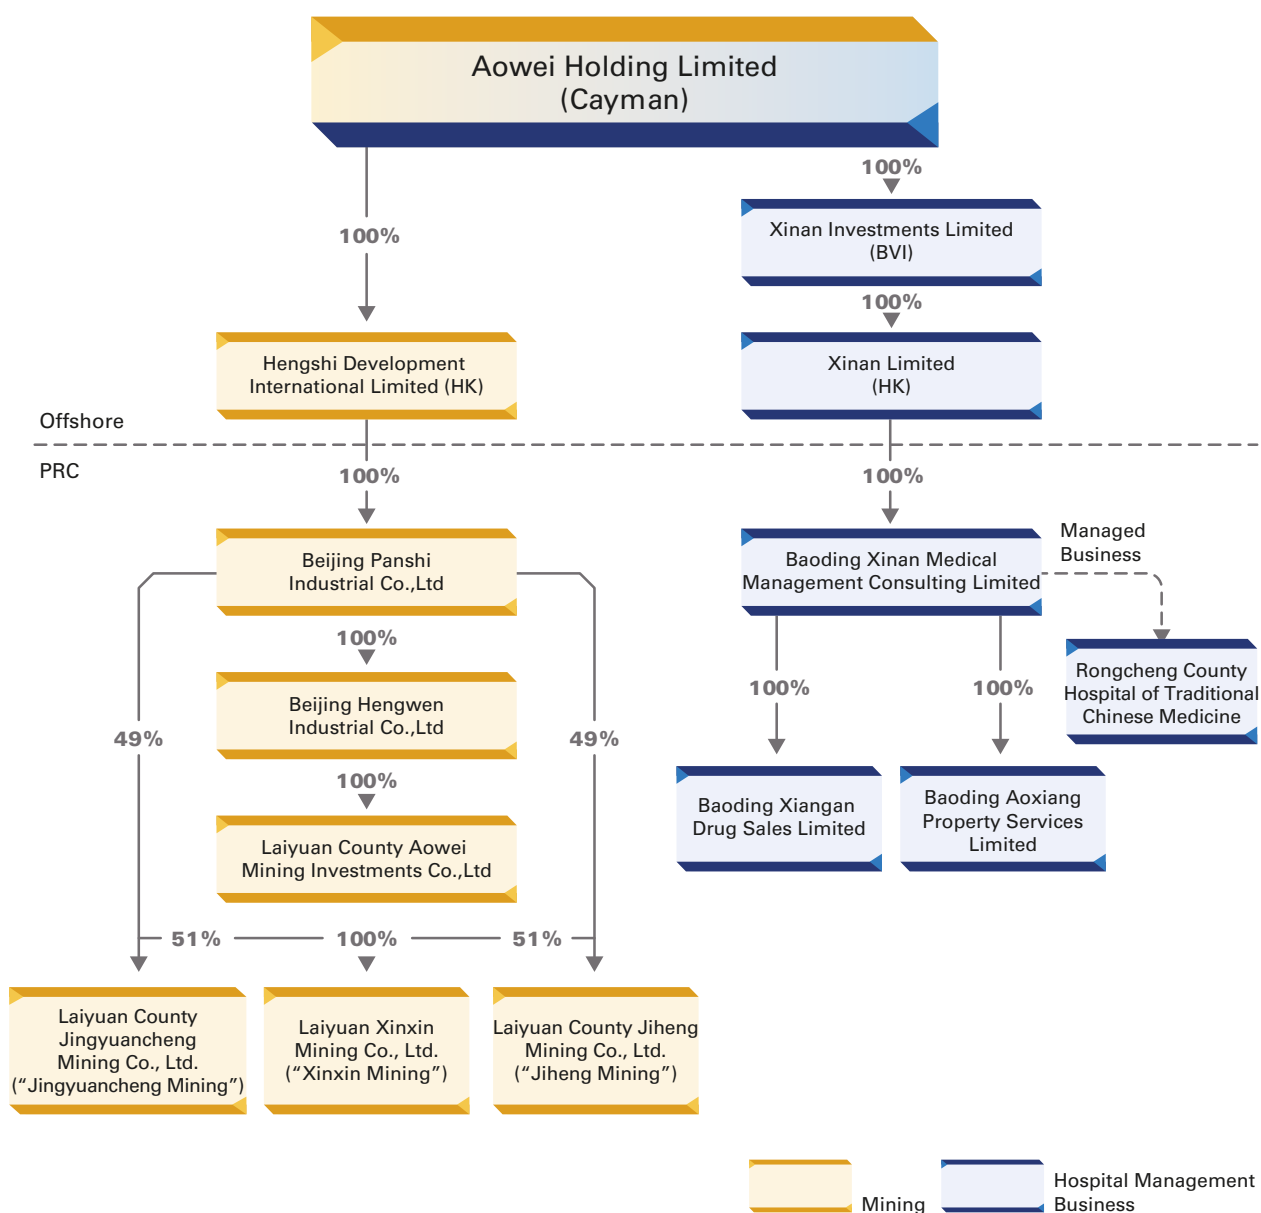 Aowei Holding Limited
(Cayman)
100%
100%
Xinan Investments Limited
(BVI)
100%
Hengshi Development
International Limited (HK)
Xinan Limited
(HK)
Offshore
PRC
100%
100%
Beijing Panshi
Industrial Co.,Ltd
Baoding Xinan Medical
Management Consulting Limited
Managed
Business
100%
Rongcheng County
Hospital of Traditional
Chinese Medicine
Beijing Hengwen
Industrial Co.,Ltd
100%
100%
49%
49%
100%
Baoding Xiangan
Drug Sales Limited
Baoding Aoxiang
Property Services
Limited
Laiyuan County Aowei
Mining Investments Co.,Ltd
51%
100%
51%
Laiyuan County
Jingyuancheng
Mining Co., Ltd.
(“Jingyuancheng Mining”)
Laiyuan Xinxin
Mining Co., Ltd.
(“Xinxin Mining”)
Laiyuan County Jiheng
Mining Co., Ltd.
(“Jiheng Mining”)
Mining
Hospital Management
Business